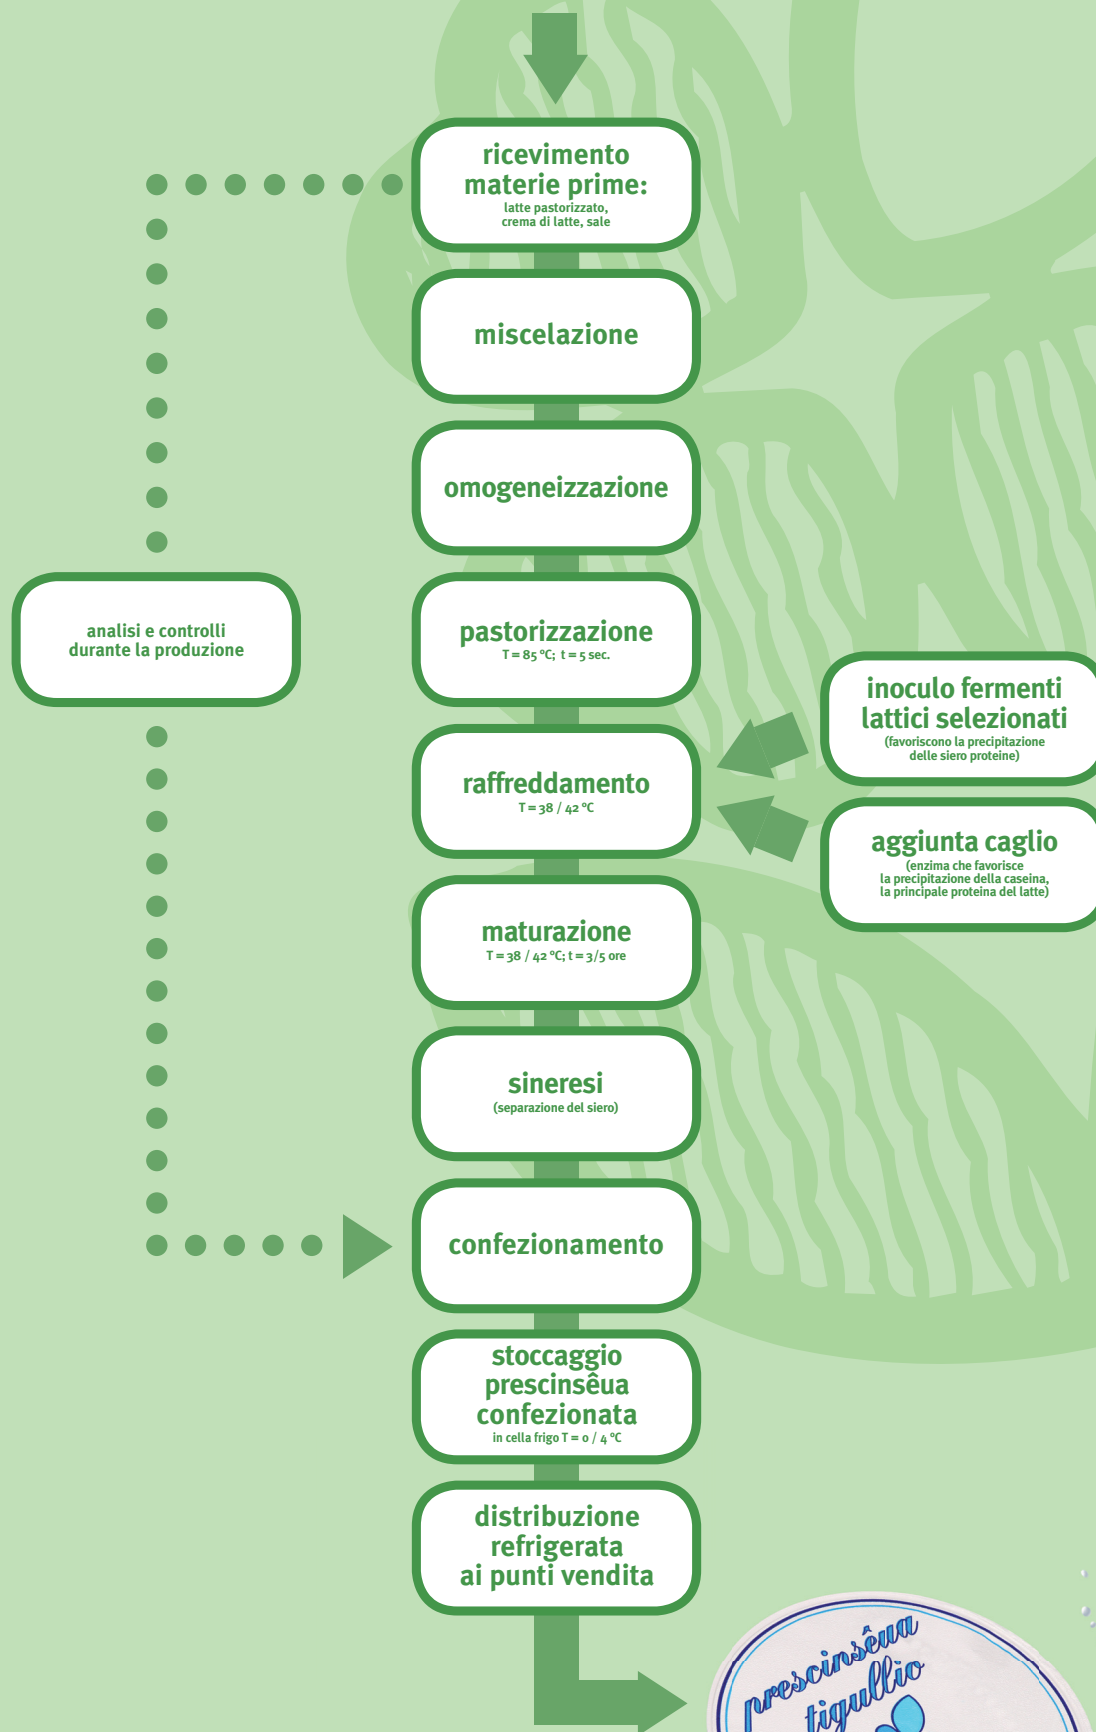 ricevimento
materie prime:
latte pastorizzato,
crema di latte, sale
miscelazione
omogeneizzazione
analisi e controlli
durante la produzione
pastorizzazione
T = 85 °C; t = 5 sec.
inoculo fermenti
lattici selezionati
(favoriscono la precipitazione
delle siero proteine)
raffreddamento
T = 38 / 42 °C
aggiunta caglio
(enzima che favorisce
la precipitazione della caseina,
la principale proteina del latte)
maturazione
T = 38 / 42 °C; t = 3/5 ore
sineresi
(separazione del siero)
confezionamento
stoccaggio
prescinsêua
confezionata
in cella frigo T = 0 / 4 °C
distribuzione
refrigerata
ai punti vendita
prescinsêua
tigullio